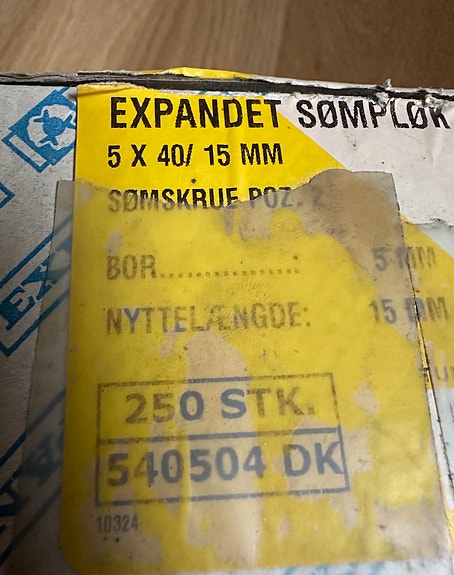 EXPANDET SØMPLØK
5 X 40/ 15 MM
SØMSKRUE POZ. 2
BOR.................: 5 MM
NYTTELÆNGDE: 15 MM
250 STK.
540504 DK
10324